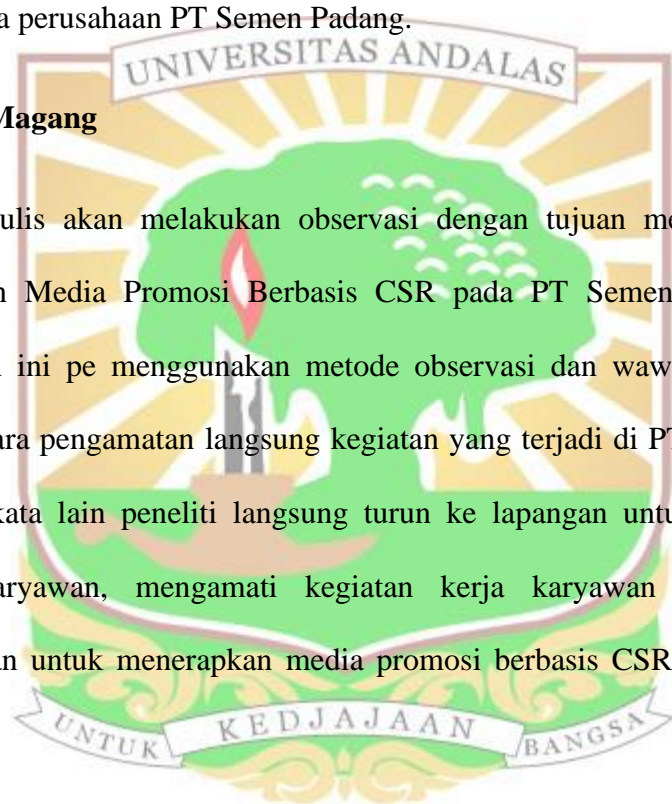 a perusahaan PT Semen Padang.
UNIVERSITAS ANDALAS
Magang
ulis akan melakukan observasi dengan tujuan me
n Media Promosi Berbasis CSR pada PT Semen
i ini pe menggunakan metode observasi dan waw
ara pengamatan langsung kegiatan yang terjadi di PT
kata lain peneliti langsung turun ke lapangan untu
aryawan, mengamati kegiatan kerja karyawan
an untuk menerapkan media promosi berbasis CSR
UNTUK KEDJAJAAN BANGSA